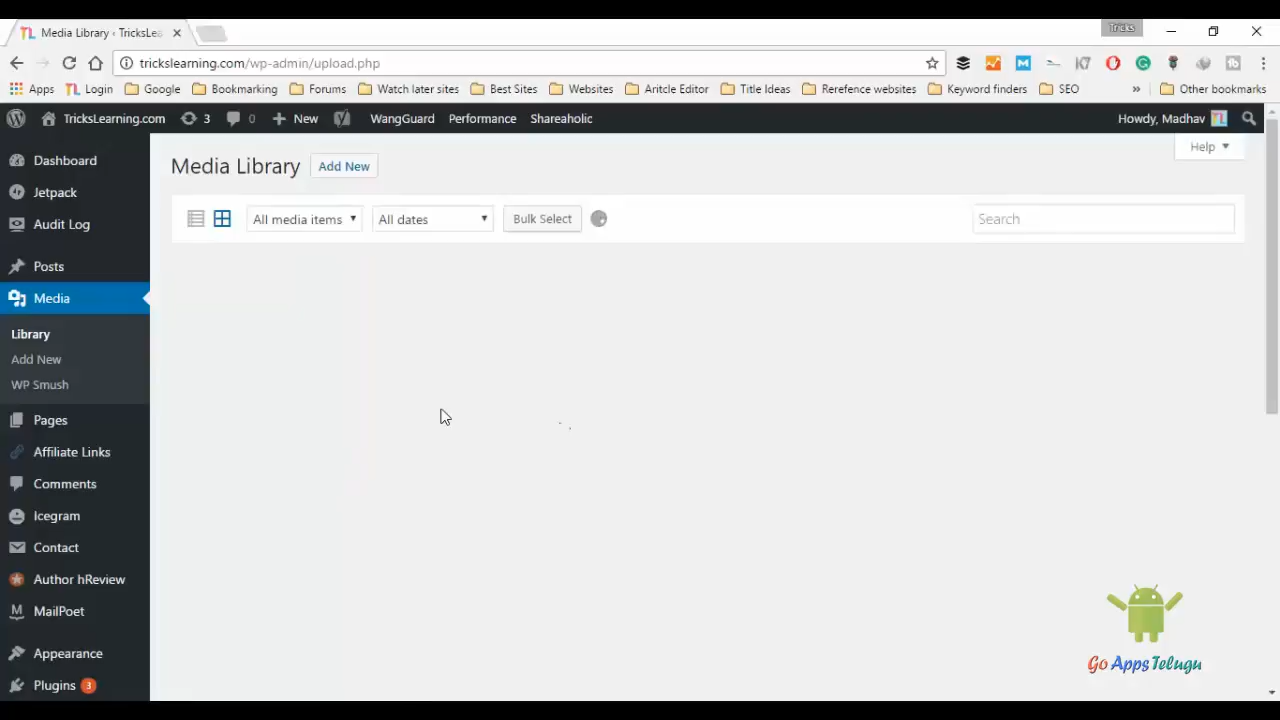 Media Library ‹ TricksLea
Tricks
trickslearning.com/wp-admin/upload.php
Apps
Login
Google
Bookmarking
Forums
Watch later sites
Best Sites
Websites
Aritcle Editor
Title Ideas
Rerefence websites
Keyword finders
SEO
»
Other bookmarks
TricksLearning.com
3
0
New
WangGuard
Performance
Shareaholic
Howdy, Madhav
Dashboard
Jetpack
Audit Log
Posts
Media
Library
Add New
WP Smush
Pages
Affiliate Links
Comments
Icegram
Contact
Author hReview
MailPoet
Appearance
Plugins 3
Help
Media Library
Add New
All media items
All dates
Bulk Select
Search
Go Apps Telugu